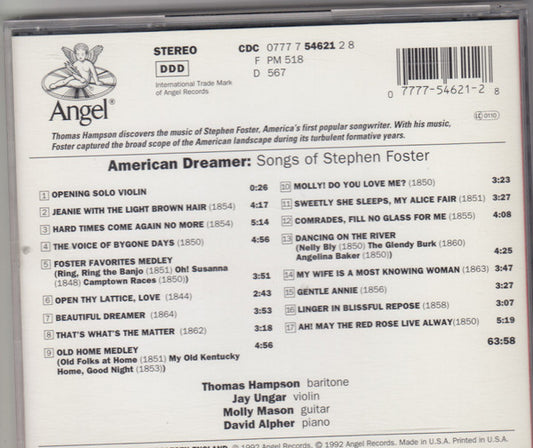 STEREO
DDD
International Trade Mark
of Angel Records
CDC 0777 7 54621 2 8
F PM 518
D 567
0 7777-54621-2 8
LC 0110
Angel®
Thomas Hampson discovers the music of Stephen Foster, America's first popular songwriter. With his music,
Foster captured the broad scope of the American landscape during its turbulent formative years.
American Dreamer: Songs of Stephen Foster
1 OPENING SOLO VIOLIN 0:26
2 JEANIE WITH THE LIGHT BROWN HAIR (1854) 4:17
3 HARD TIMES COME AGAIN NO MORE (1854) 5:14
4 THE VOICE OF BYGONE DAYS (1850) 4:56
5 FOSTER FAVORITES MEDLEY
(Ring, Ring the Banjo (1851) Oh! Susanna
(1848) Camptown Races (1850)) 3:51
6 OPEN THY LATTICE, LOVE (1844) 2:43
7 BEAUTIFUL DREAMER (1864) 3:53
8 THAT'S WHAT'S THE MATTER (1862) 3:18
9 OLD HOME MEDLEY 4:56
(Old Folks at Home (1851) My Old Kentucky
Home, Good Night (1853))
10 MOLLY! DO YOU LOVE ME? (1850) 3:23
11 SWEETLY SHE SLEEPS, MY ALICE FAIR (1851) 3:27
12 COMRADES, FILL NO GLASS FOR ME (1855) 4:08
13 DANCING ON THE RIVER
(Nelly Bly (1850) The Glendy Burk (1860)
Angelina Baker (1850)) 4:25
14 MY WIFE IS A MOST KNOWING WOMAN (1863) 3:47
15 GENTLE ANNIE (1856) 3:27
16 LINGER IN BLISSFUL REPOSE (1858) 3:07
17 AH! MAY THE RED ROSE LIVE ALWAY(1850) 5:19
63:58
Thomas Hampson baritone
Jay Ungar violin
Molly Mason guitar
David Alpher piano
ENGLAND ℗ 1992 Angel Records. © 1992 Angel Records. Made in U.S.A. Printed in U.S.A.